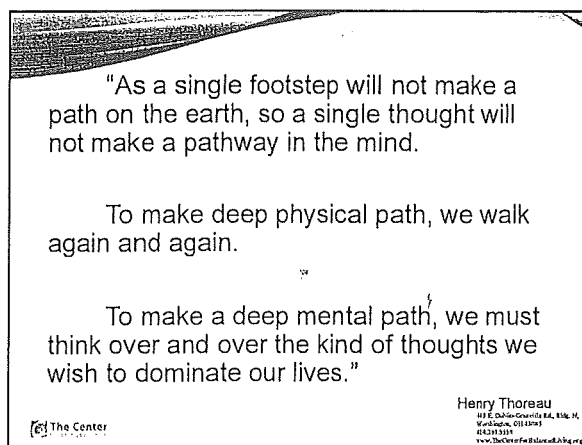 "As a single footstep will not make a
path on the earth, so a single thought will
not make a pathway in the mind.
To make deep physical path, we walk
again and again.
To make a deep mental path, we must
think over and over the kind of thoughts we
wish to dominate our lives."
Henry Thoreau
The Center